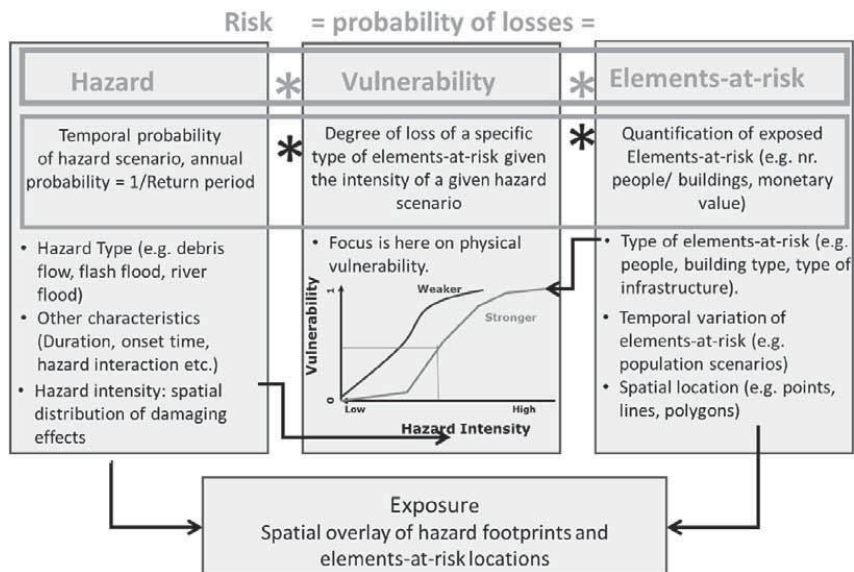 Risk = probability of losses =
Hazard * Vulnerability * Elements-at-risk
Temporal probability
of hazard scenario, annual
probability = 1/Return period
*
Degree of loss of a specific
type of elements-at-risk given
the intensity of a given hazard
scenario
*
Quantification of exposed
Elements-at-risk (e.g. nr.
people/ buildings, monetary
value)
• Hazard Type (e.g. debris
flow, flash flood, river
flood)
• Other characteristics
(Duration, onset time,
hazard interaction etc.)
• Hazard intensity: spatial
distribution of damaging
effects
• Focus is here on physical
vulnerability.
Vulnerability
1
0
Weaker
Stronger
Low
High
Hazard Intensity
• Type of elements-at-risk (e.g.
people, building type, type of
infrastructure).
• Temporal variation of
elements-at-risk (e.g.
population scenarios)
• Spatial location (e.g. points,
lines, polygons)
Exposure
Spatial overlay of hazard footprints and
elements-at-risk locations